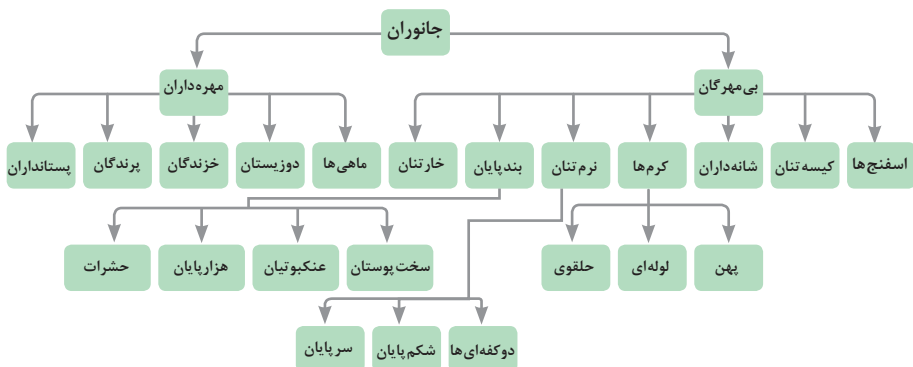 جانوران
بی‌مهرگان
مهره‌داران
اسفنج‌ها
کیسه‌تنان
شانه‌داران
کرم‌ها
نرم‌تنان
بندپایان
خارتنان
ماهی‌ها
دوزیستان
خزندگان
پرندگان
پستانداران
پهن
لوله‌ای
حلقوی
سخت‌پوستان
عنکبوتیان
هزارپایان
حشرات
دوکفه‌ای‌ها
شکم‌پایان
سرپایان